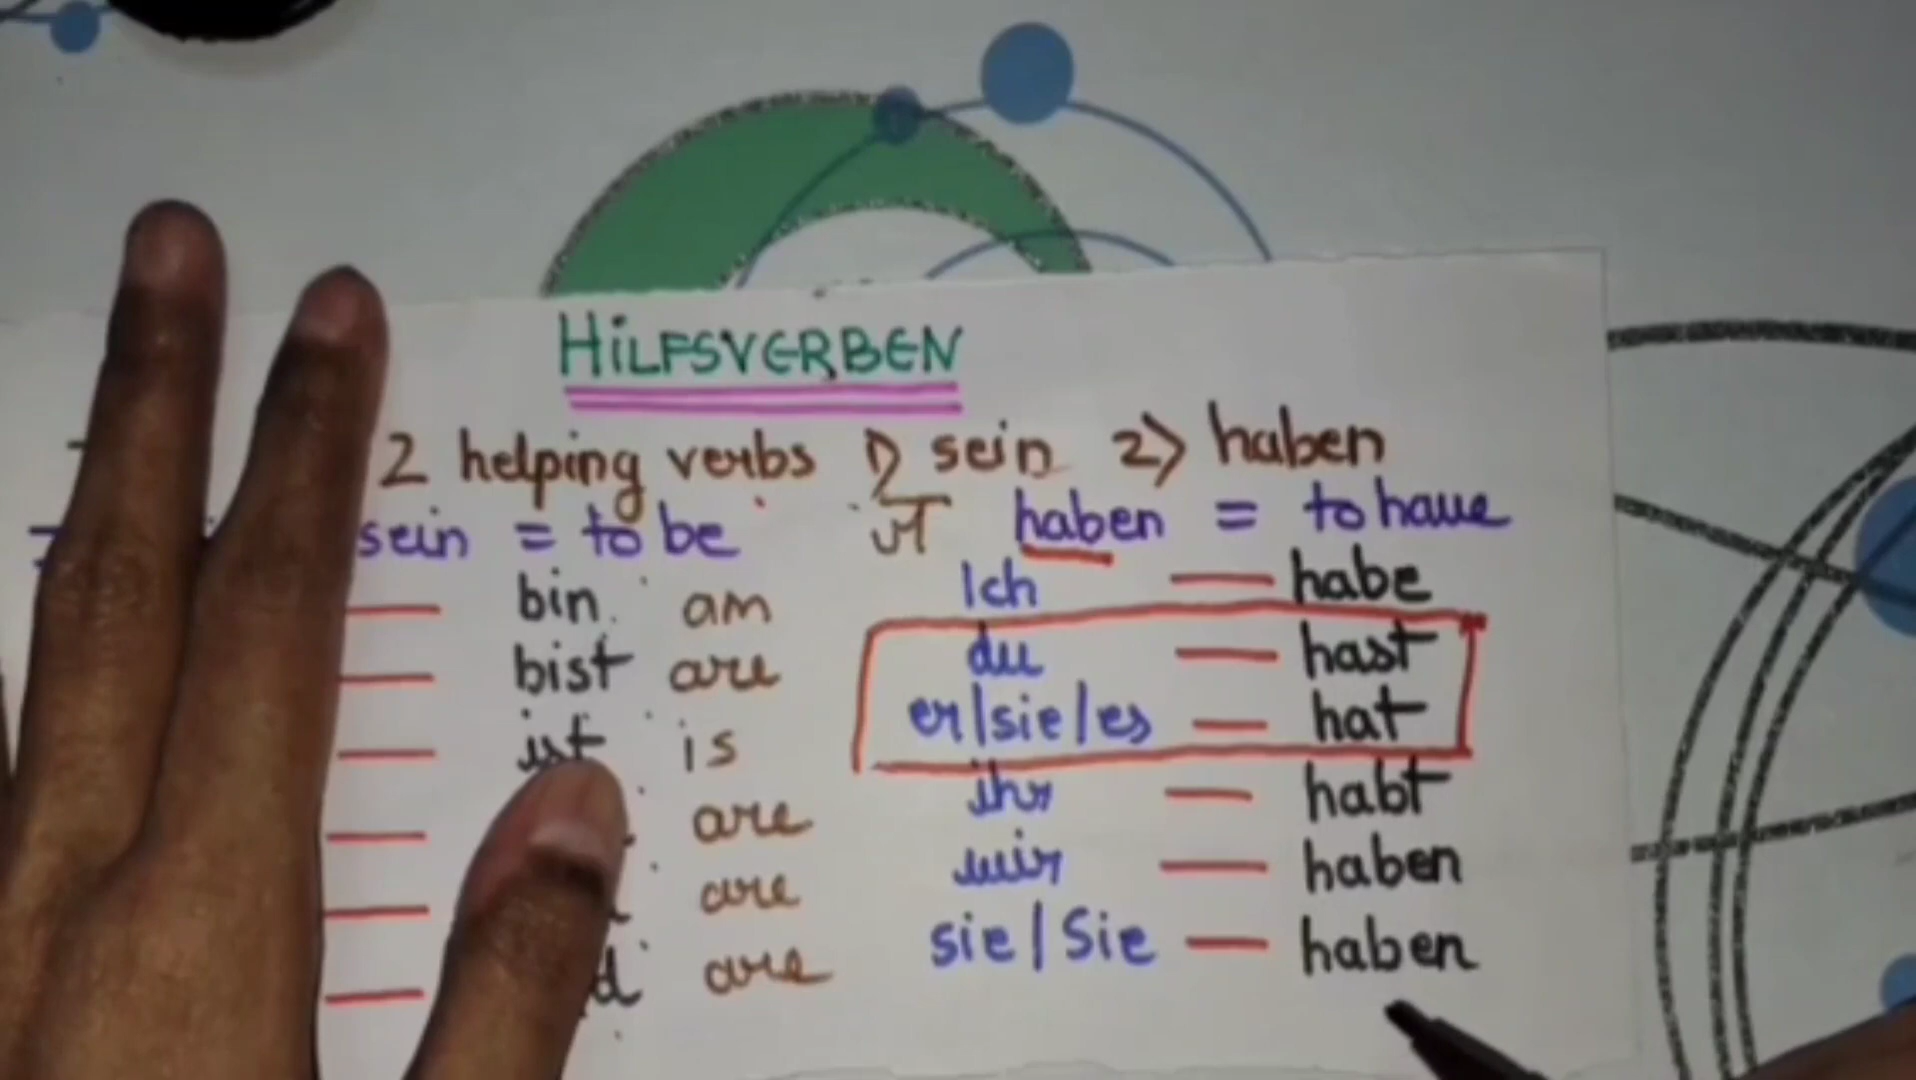 HiLFSVERBEN
2 helping verbs 1) sein 2) haben
sein = to be
haben = to have
bin am
bist are
ist is
are
are
are
Ich — habe
du — hast
er/sie/es — hat
ihr — habt
wir — haben
sie/Sie — haben